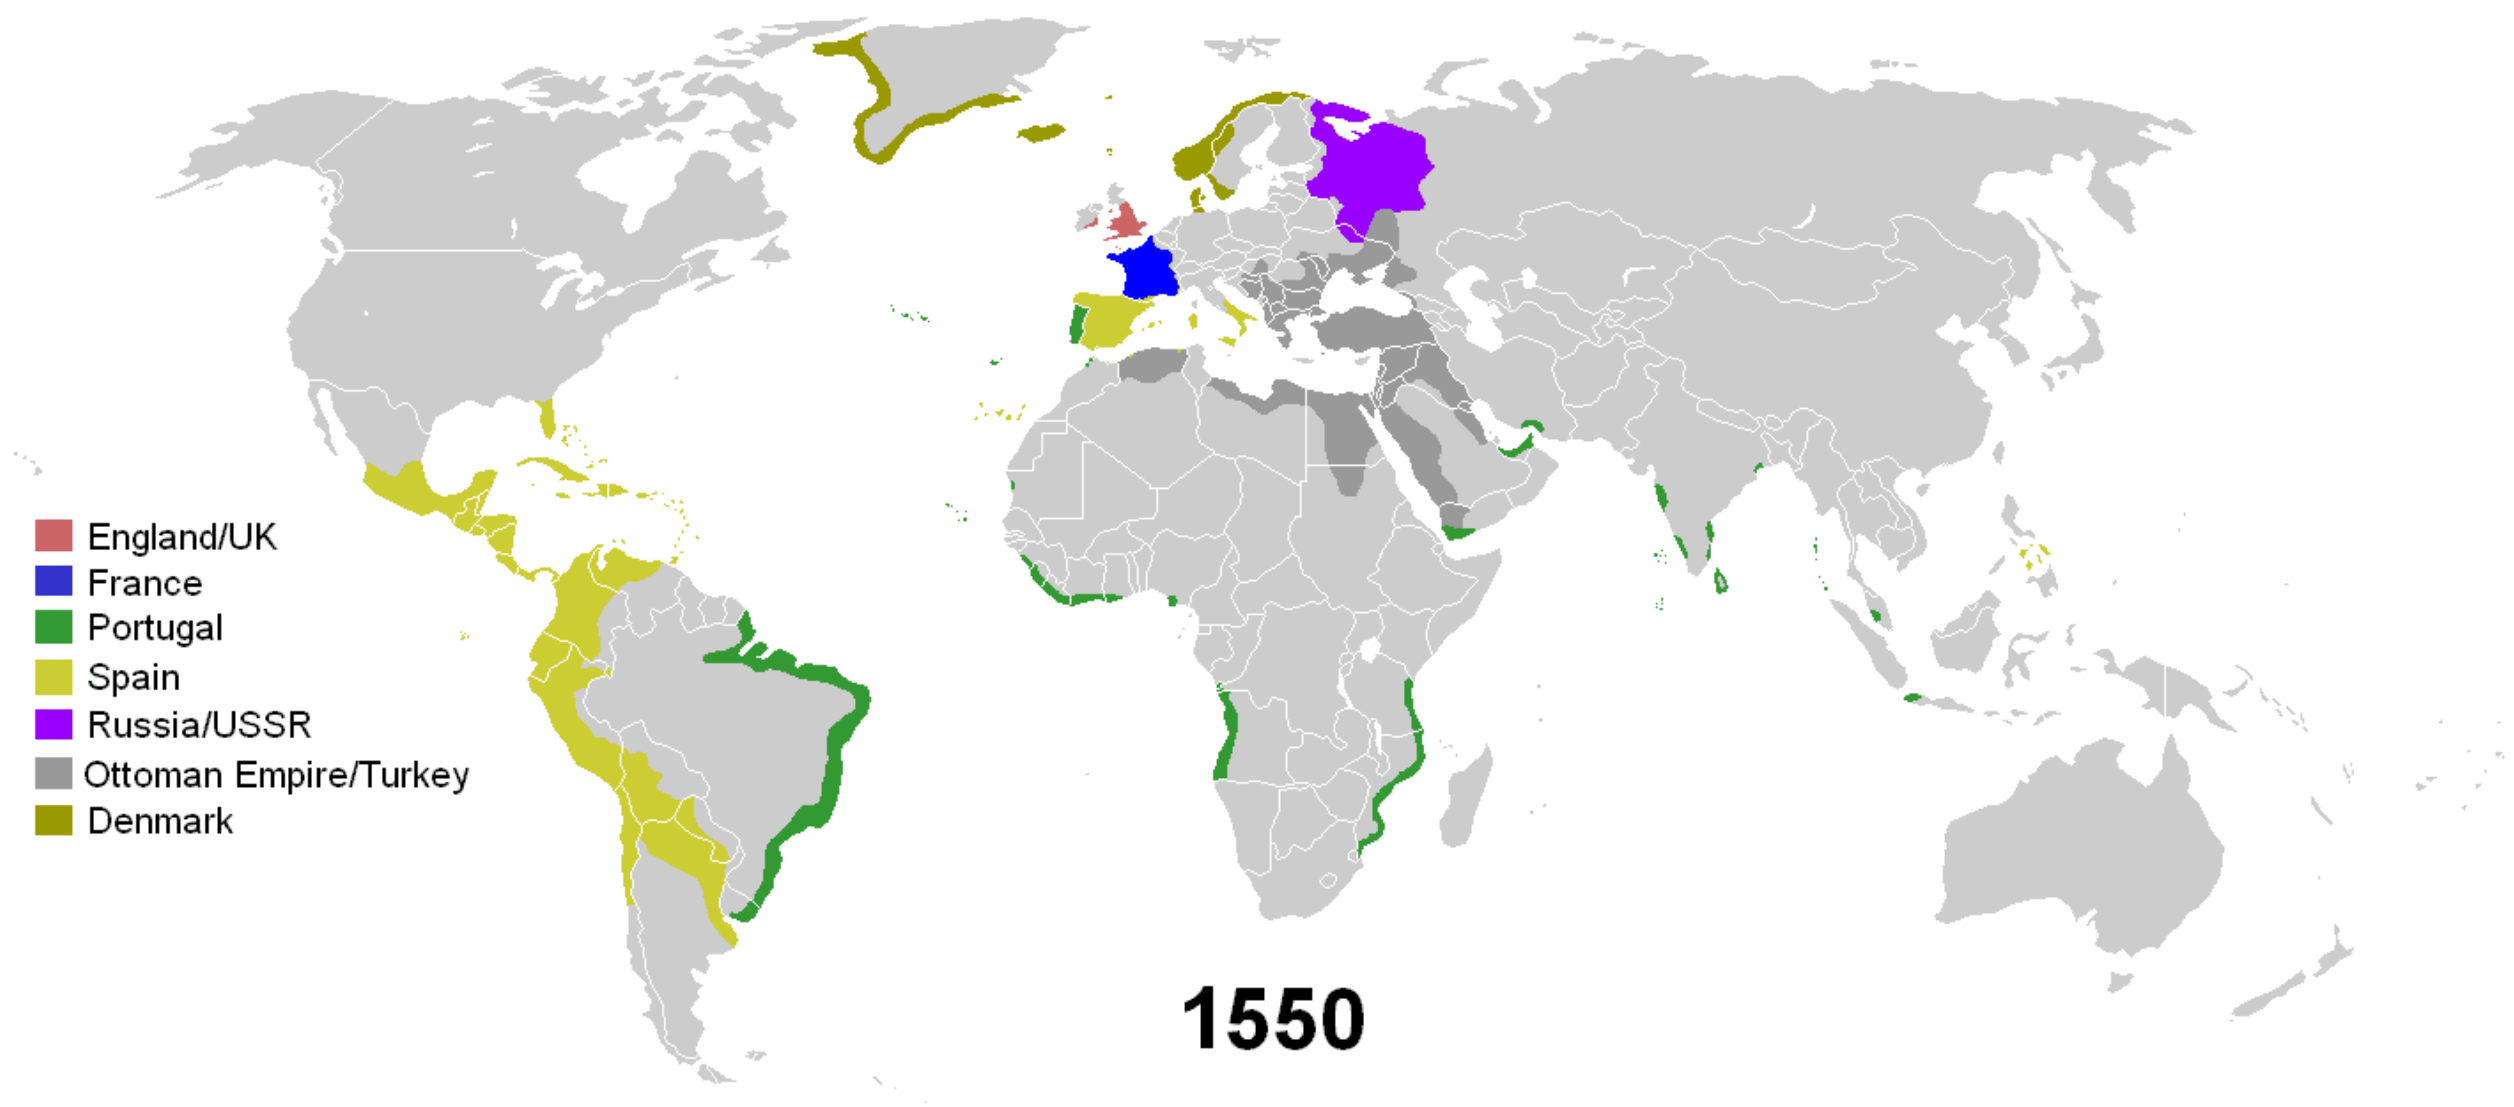 England/UK
France
Portugal
Spain
Russia/USSR
Ottoman Empire/Turkey
Denmark
1550